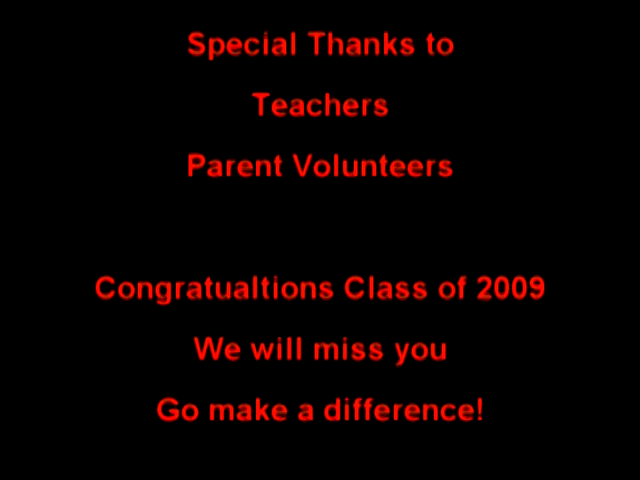 Special Thanks to
Teachers
Parent Volunteers
Congratualtions Class of 2009
We will miss you
Go make a difference!